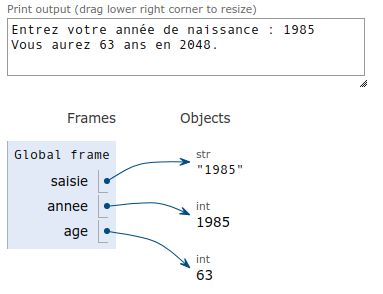 Print output (drag lower right corner to resize)
Entrez votre année de naissance : 1985
Vous aurez 63 ans en 2048.
Frames Objects
Global frame
saisie
annee
age
str
"1985"
int
1985
int
63